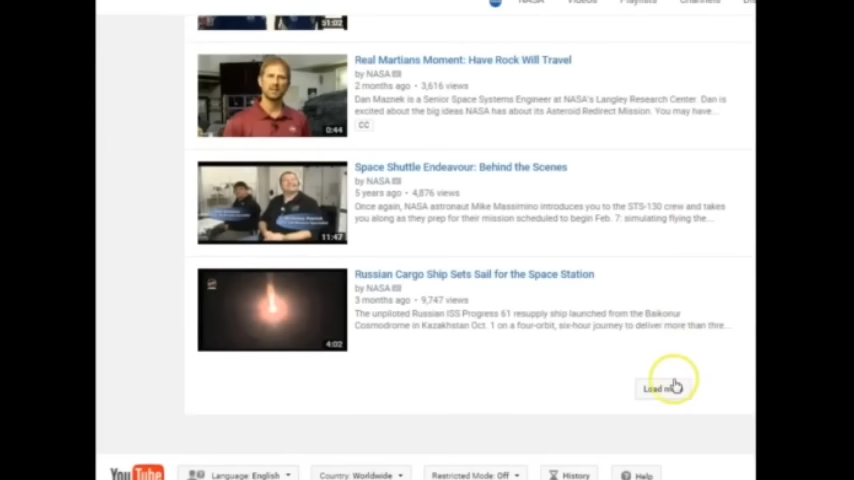 NASA Videos Playlists Channels
31:02
Real Martians Moment: Have Rock Will Travel
by NASA
2 months ago • 3,616 views
Dan Maznek is a Senior Space Systems Engineer at NASA's Langley Research Center. Dan is
excited about the big ideas NASA has about its Asteroid Redirect Mission. You may have...
CC
0:44
Space Shuttle Endeavour: Behind the Scenes
by NASA
5 years ago • 4,876 views
Once again, NASA astronaut Mike Massimino introduces you to the STS-130 crew and takes
you along as they prep for their mission scheduled to begin Feb. 7: simulating flying the...
11:47
Russian Cargo Ship Sets Sail for the Space Station
by NASA
3 months ago • 9,747 views
The unpiloted Russian ISS Progress 61 resupply ship launched from the Baikonur
Cosmodrome in Kazakhstan Oct. 1 on a four-orbit, six-hour journey to deliver more than thre...
4:02
Load
YouTube Language: English Country: Worldwide Restricted Mode: Off History Help